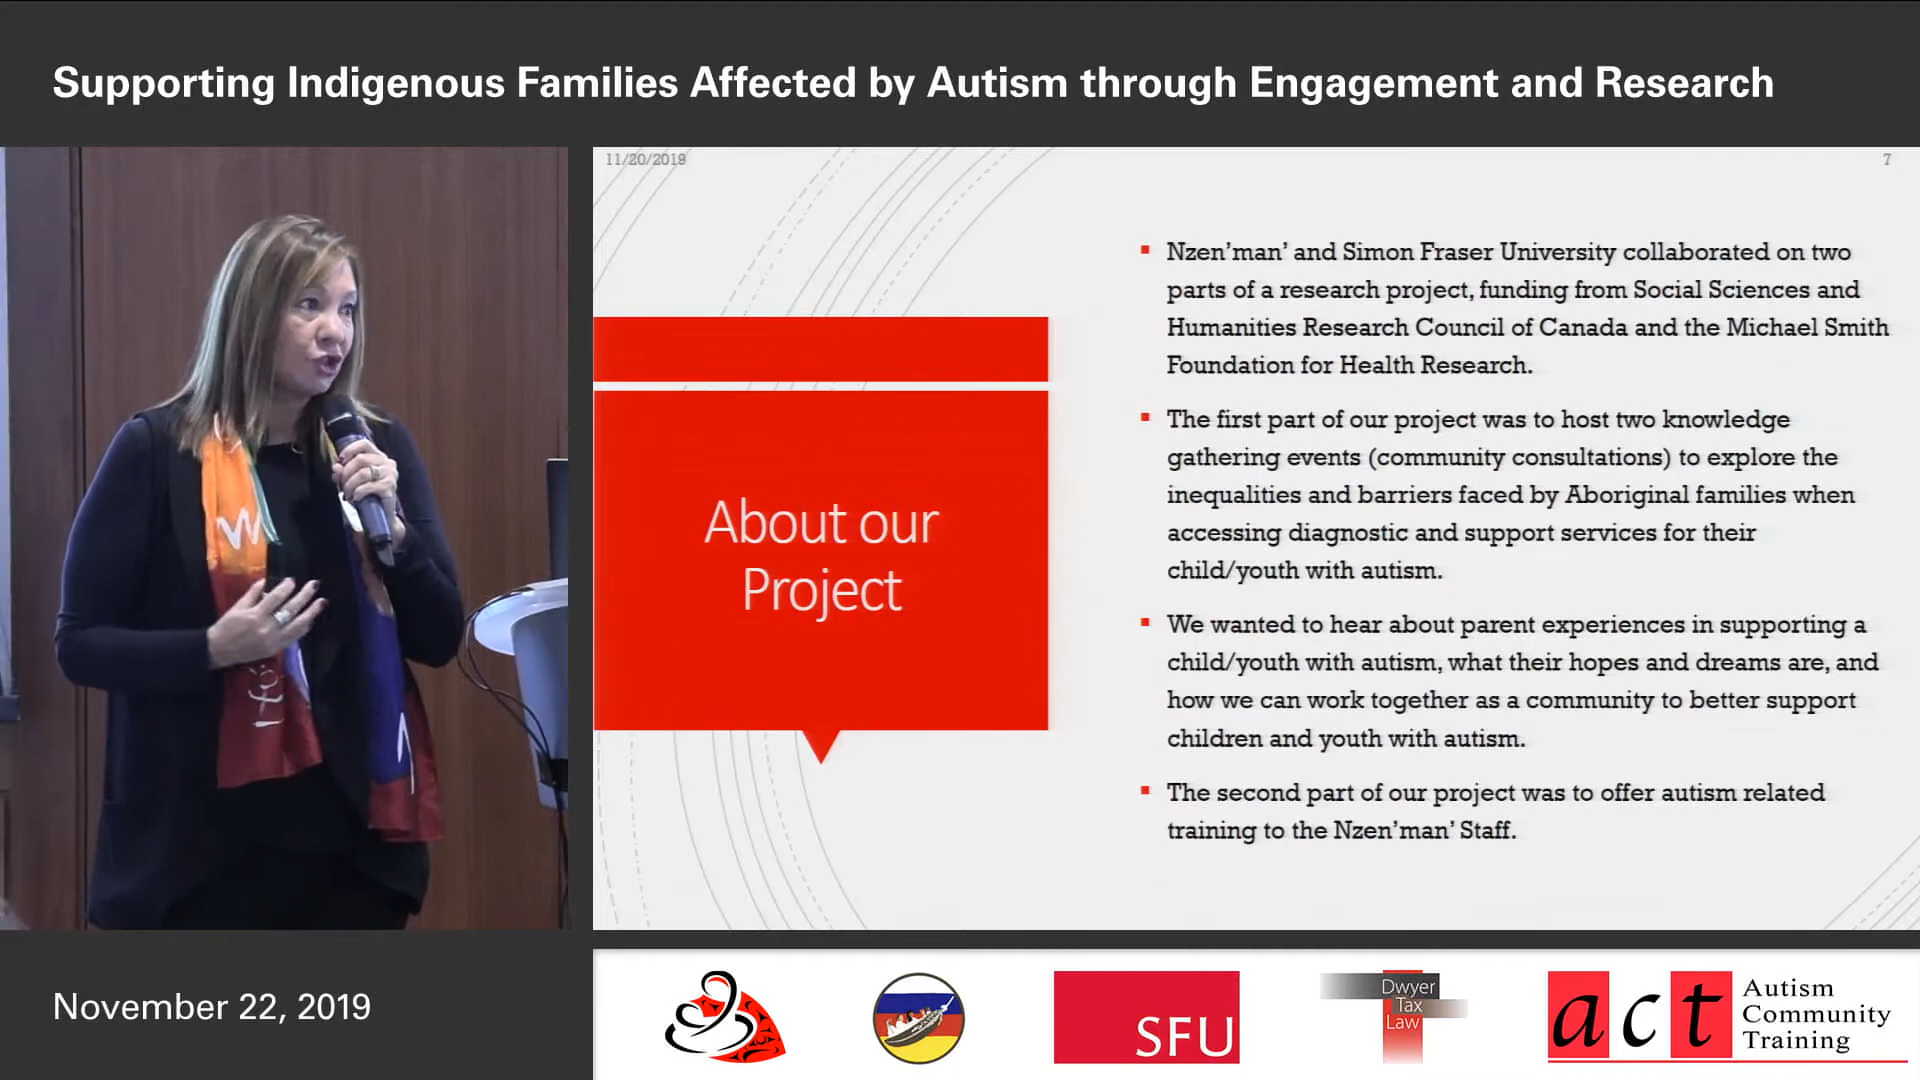 Supporting Indigenous Families Affected by Autism through Engagement and Research
11/20/2019
7
About our
Project
Nzen’man’ and Simon Fraser University collaborated on two
parts of a research project, funding from Social Sciences and
Humanities Research Council of Canada and the Michael Smith
Foundation for Health Research.
The first part of our project was to host two knowledge
gathering events (community consultations) to explore the
inequalities and barriers faced by Aboriginal families when
accessing diagnostic and support services for their
child/youth with autism.
We wanted to hear about parent experiences in supporting a
child/youth with autism, what their hopes and dreams are, and
how we can work together as a community to better support
children and youth with autism.
The second part of our project was to offer autism related
training to the Nzen’man’ Staff.
November 22, 2019
SFU
Dwyer
Tax
Law
act
Autism
Community
Training